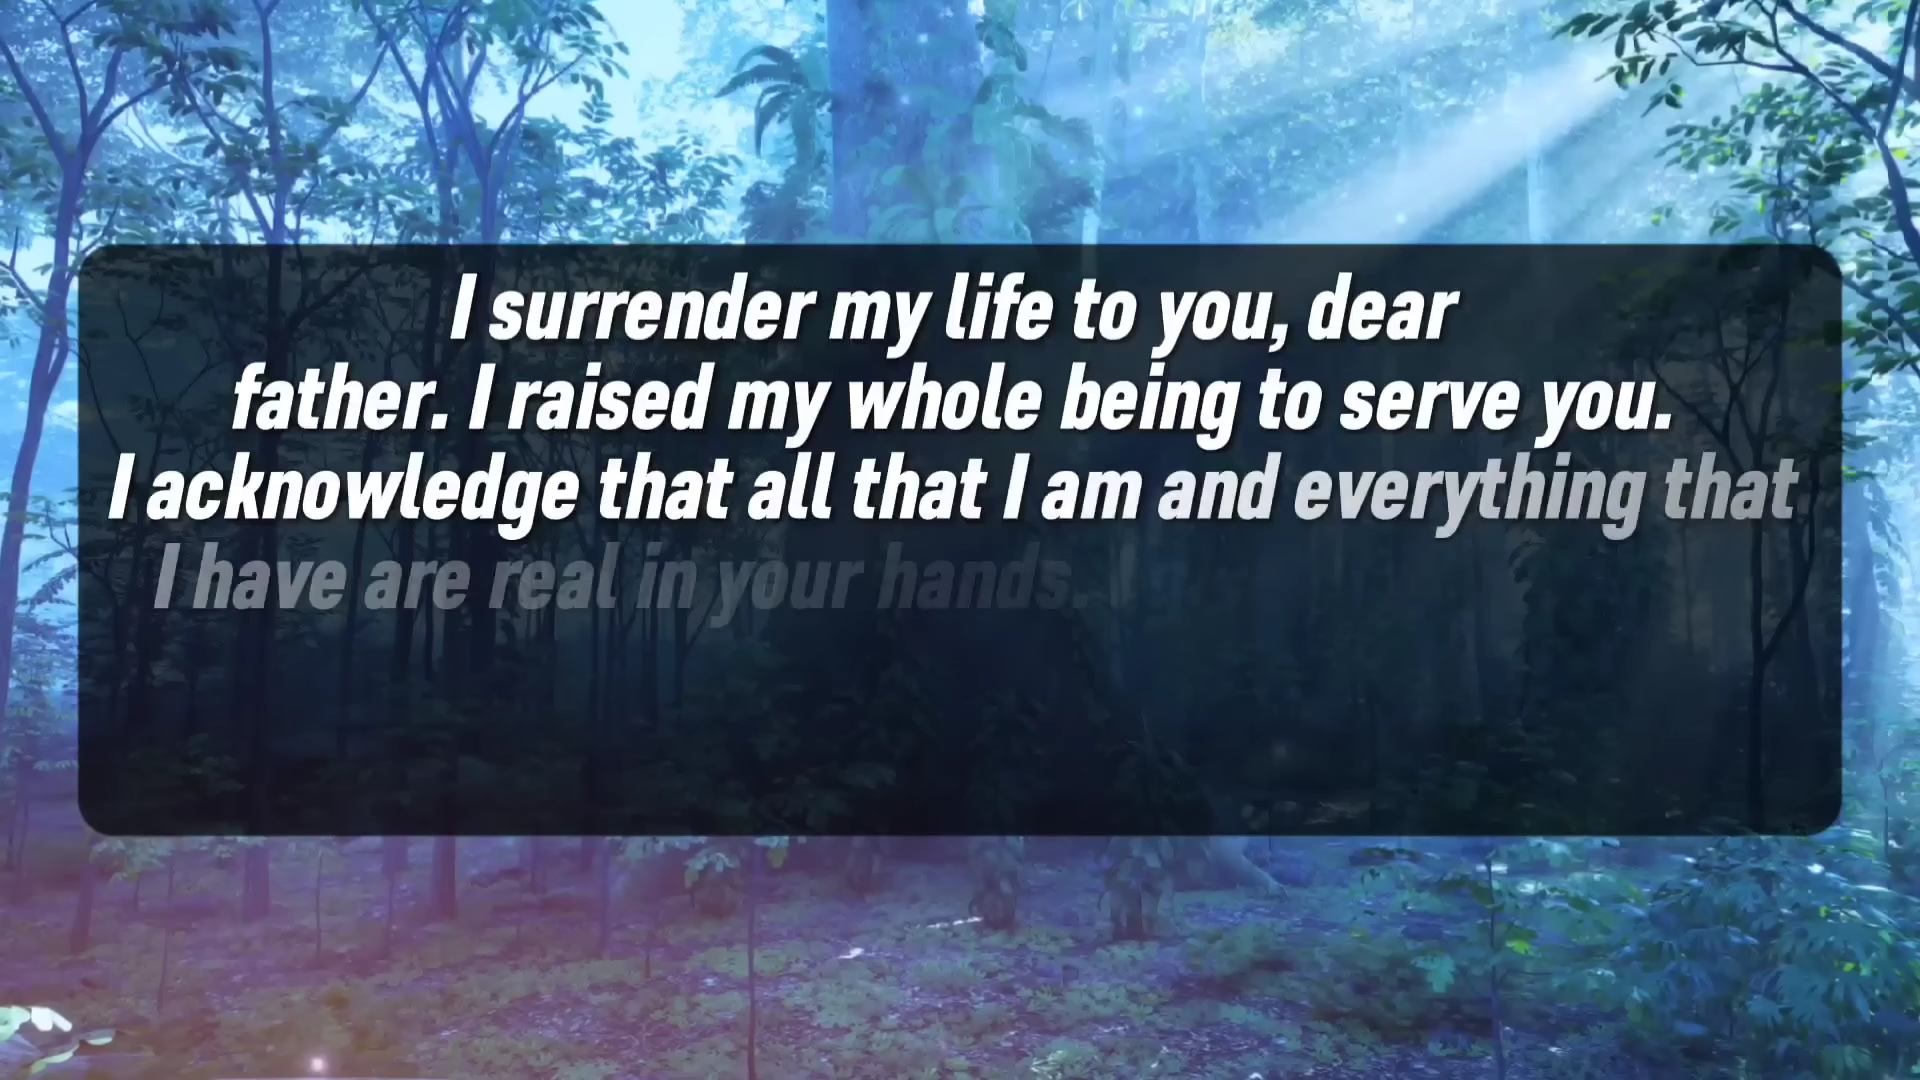 I surrender my life to you, dear
father. I raised my whole being to serve you.
I acknowledge that all that I am and everything that
I have are real in your hands.